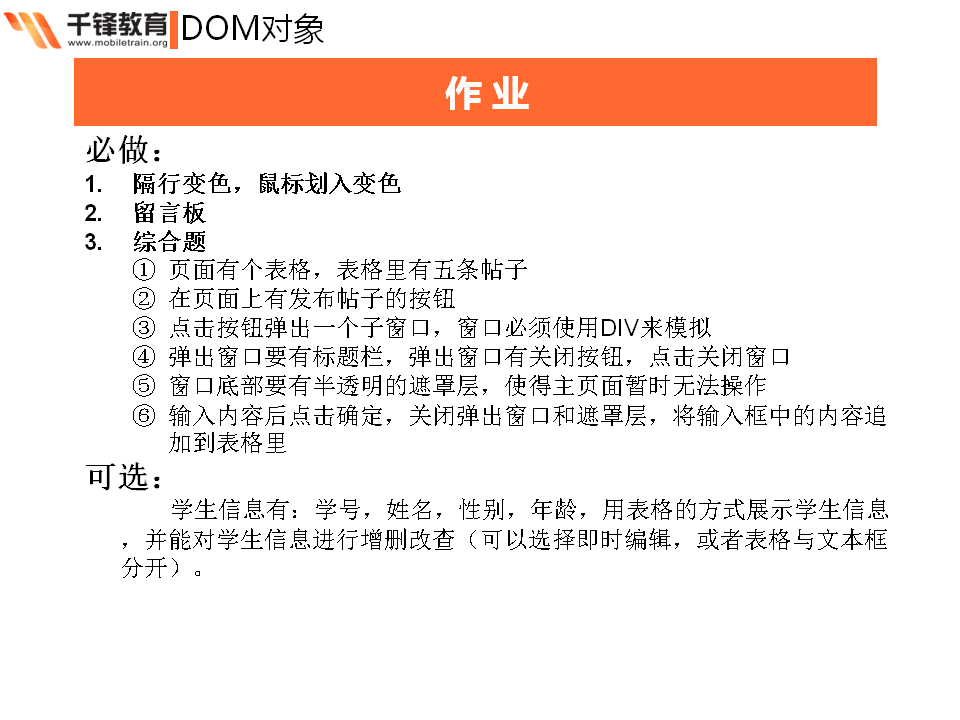 千锋教育
www.mobiletrain.org
DOM对象
作业
必做：
1. 隔行变色，鼠标划入变色
2. 留言板
3. 综合题
① 页面有个表格，表格里有五条帖子
② 在页面上有发布帖子的按钮
③ 点击按钮弹出一个子窗口，窗口必须使用DIV来模拟
④ 弹出窗口要有标题栏，弹出窗口有关闭按钮，点击关闭窗口
⑤ 窗口底部要有半透明的遮罩层，使得主页面暂时无法操作
⑥ 输入内容后点击确定，关闭弹出窗口和遮罩层，将输入框中的内容追
加到表格里
可选：
学生信息有：学号，姓名，性别，年龄，用表格的方式展示学生信息
，并能对学生信息进行增删改查（可以选择即时编辑，或者表格与文本框
分开）。